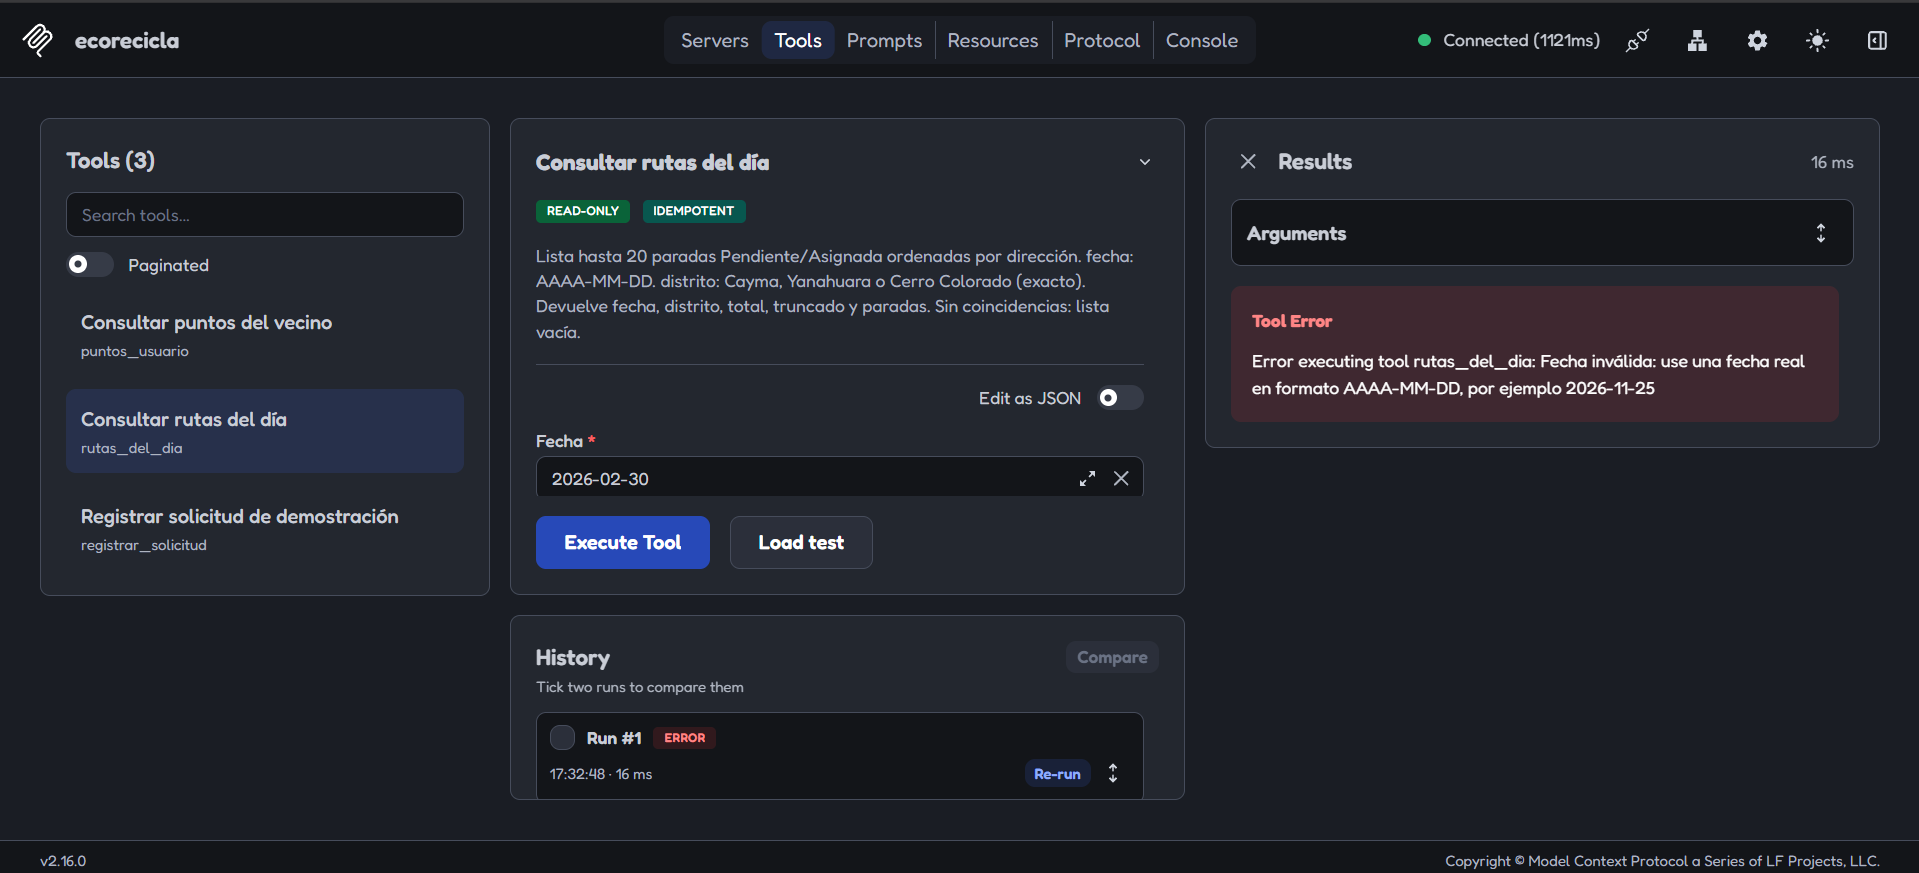 ecorecicla
Servers Tools Prompts Resources Protocol Console
Connected (1121ms)
Tools (3)
Search tools...
Paginated
Consultar puntos del vecino
puntos_usuario
Consultar rutas del día
rutas_del_dia
Registrar solicitud de demostración
registrar_solicitud
Consultar rutas del día
READ-ONLY IDEMPOTENT
Lista hasta 20 paradas Pendiente/Asignada ordenadas por dirección. fecha:
AAAA-MM-DD. distrito: Cayma, Yanahuara o Cerro Colorado (exacto).
Devuelve fecha, distrito, total, truncado y paradas. Sin coincidencias: lista
vacía.
Edit as JSON
Fecha *
2026-02-30
Execute Tool Load test
History Compare
Tick two runs to compare them
Run #1 ERROR
17:32:48 · 16 ms Re-run
Results 16 ms
Arguments
Tool Error
Error executing tool rutas_del_dia: Fecha inválida: use una fecha real
en formato AAAA-MM-DD, por ejemplo 2026-11-25
v2.16.0
Copyright © Model Context Protocol a Series of LF Projects, LLC.